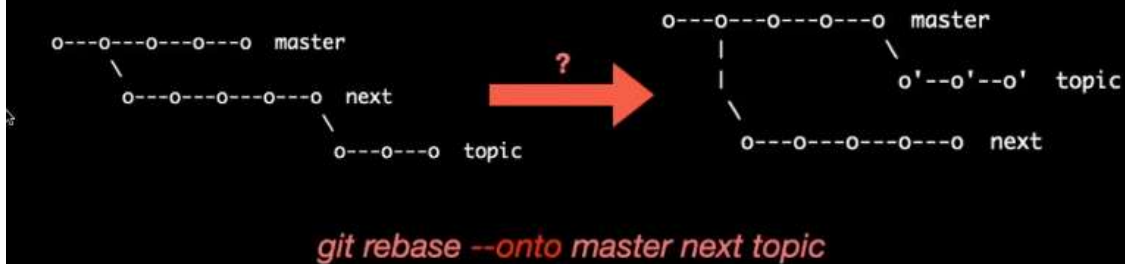 o---o---o---o---o master
\
o---o---o---o---o next
\
o---o---o topic
?
o---o---o---o---o master
|
\
|
o'--o'--o' topic
\
o---o---o---o---o next
git rebase --onto master next topic